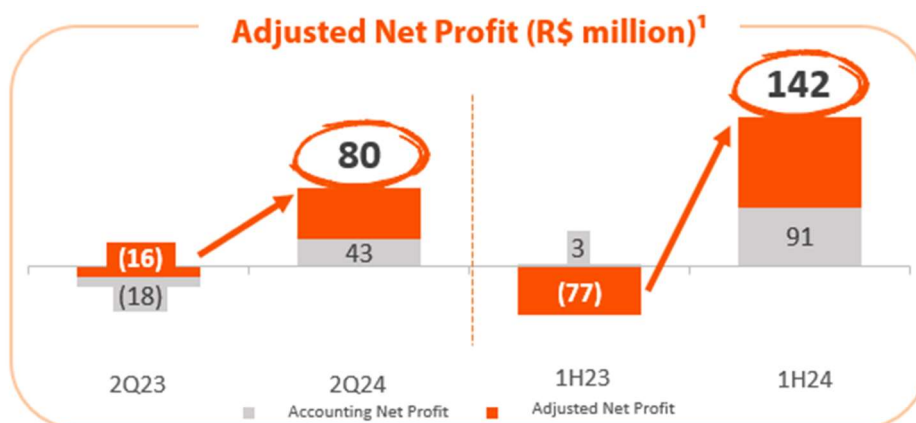 Adjusted Net Profit (R$ million)¹
142
80
(16)
(18)
43
3
(77)
91
2Q23
2Q24
1H23
1H24
Accounting Net Profit
Adjusted Net Profit